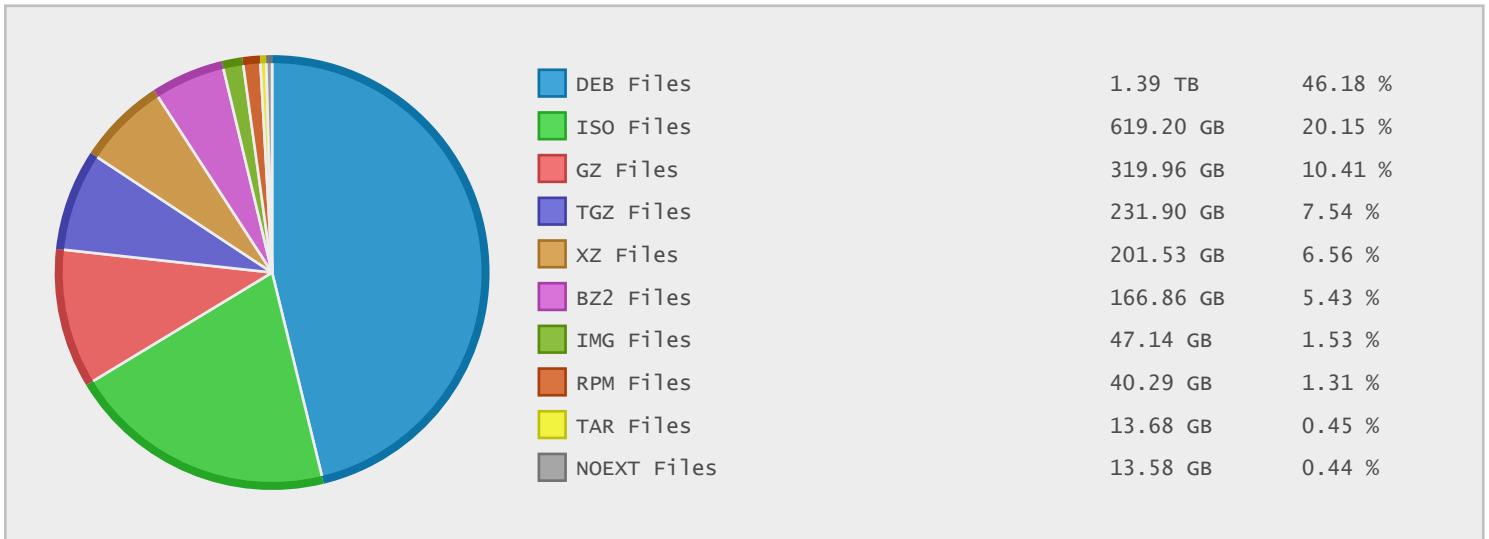 DEB Files 1.39 TB 46.18 %
ISO Files 619.20 GB 20.15 %
GZ Files 319.96 GB 10.41 %
TGZ Files 231.90 GB 7.54 %
XZ Files 201.53 GB 6.56 %
BZ2 Files 166.86 GB 5.43 %
IMG Files 47.14 GB 1.53 %
RPM Files 40.29 GB 1.31 %
TAR Files 13.68 GB 0.45 %
NOEXT Files 13.58 GB 0.44 %